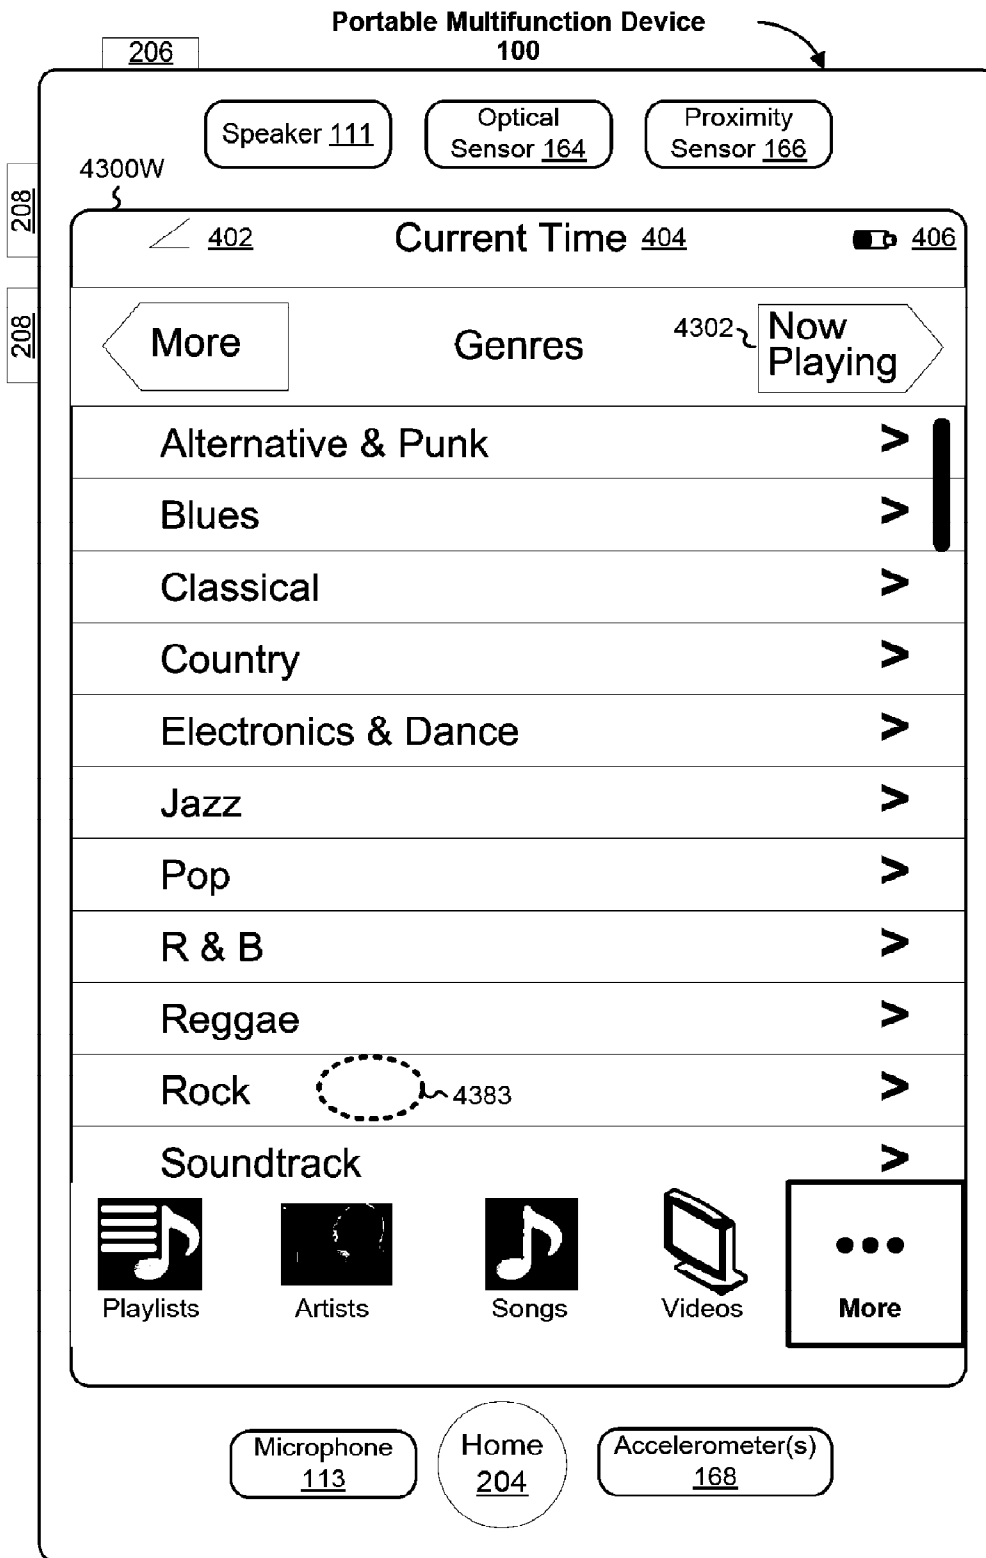 Portable Multifunction Device
100
206
Speaker 111
Optical
Sensor 164
Proximity
Sensor 166
4300W
208
208
402
Current Time 404
406
More
Genres
4302
Now
Playing
Alternative & Punk >
Blues >
Classical >
Country >
Electronics & Dance >
Jazz >
Pop >
R & B >
Reggae >
Rock >
4383
Soundtrack >
Playlists
Artists
Songs
Videos
More
Microphone
113
Home
204
Accelerometer(s)
168